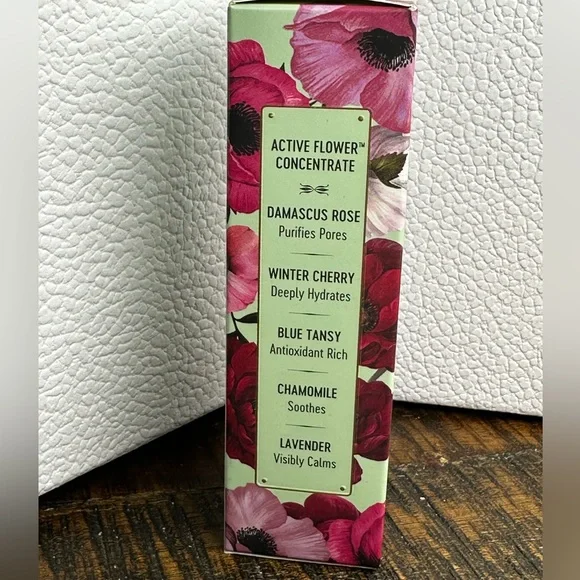 ACTIVE FLOWER™
CONCENTRATE
DAMASCUS ROSE
Purifies Pores
WINTER CHERRY
Deeply Hydrates
BLUE TANSY
Antioxidant Rich
CHAMOMILE
Soothes
LAVENDER
Visibly Calms